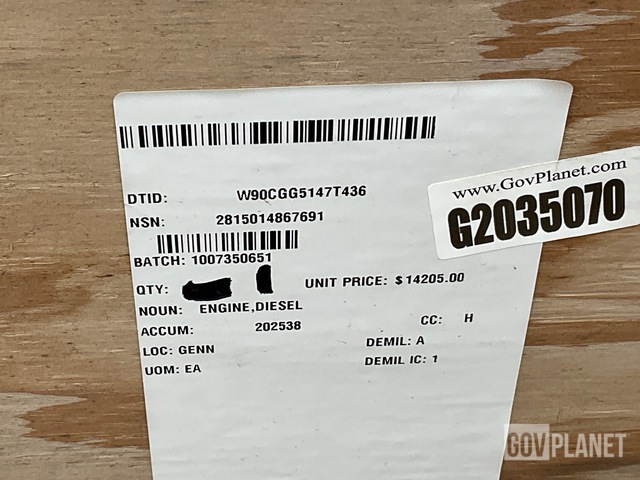 DTID: W90CGG5147T436
NSN: 2815014867691
BATCH: 1007350651
QTY: UNIT PRICE: $14205.00
NOUN: ENGINE,DIESEL
ACCUM: 202538 CC: H
LOC: GENN DEMIL: A
UOM: EA DEMIL IC: 1
www.GovPlanet.com
G2035070
GOVPLANET